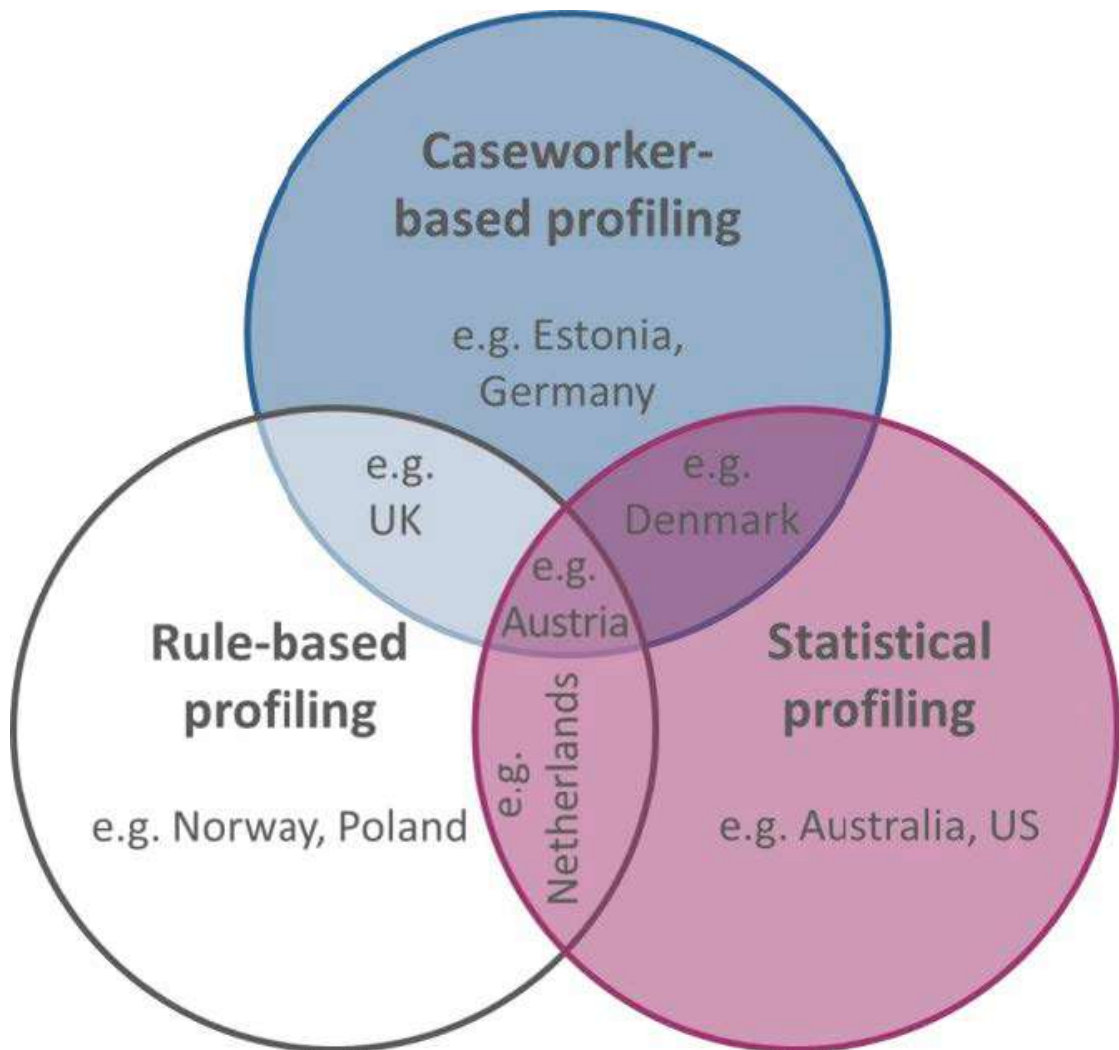 Caseworker-
based profiling
e.g. Estonia,
Germany
e.g.
UK
e.g.
Denmark
e.g.
Austria
Rule-based
profiling
e.g. Norway, Poland
e.g.
Netherlands
Statistical
profiling
e.g. Australia, US